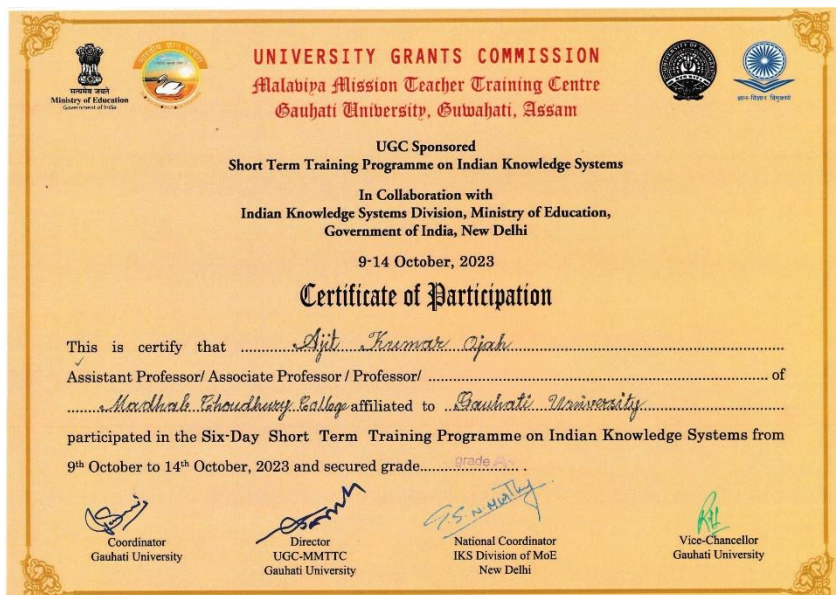 UNIVERSITY GRANTS COMMISSION
Malaviya Mission Teacher Training Centre
Gauhati University, Guwahati, Assam
सत्यमेव जयते
Ministry of Education
Government of India
ज्ञान-विज्ञान विमुक्तये
UGC Sponsored
Short Term Training Programme on Indian Knowledge Systems
In Collaboration with
Indian Knowledge Systems Division, Ministry of Education,
Government of India, New Delhi
9-14 October, 2023
Certificate of Participation
This is certify that Ajit Kumar Ojah
Assistant Professor/ Associate Professor / Professor/ of
Madhab Choudhury College affiliated to Gauhati University
participated in the Six-Day Short Term Training Programme on Indian Knowledge Systems from
9th October to 14th October, 2023 and secured grade grade
Coordinator
Gauhati University
Director
UGC-MMTTC
Gauhati University
G.S.N. Murthy
National Coordinator
IKS Division of MoE
New Delhi
Vice-Chancellor
Gauhati University